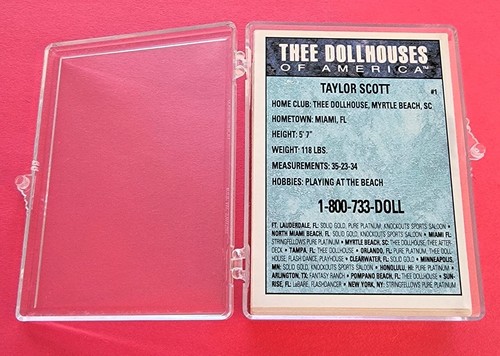 THEE DOLLHOUSES
OF AMERICA™
TAYLOR SCOTT #1
HOME CLUB: THEE DOLLHOUSE, MYRTLE BEACH, SC
HOMETOWN: MIAMI, FL
HEIGHT: 5' 7"
WEIGHT: 118 LBS.
MEASUREMENTS: 35-23-34
HOBBIES: PLAYING AT THE BEACH
1-800-733-DOLL
FT. LAUDERDALE, FL: SOLID GOLD, PURE PLATINUM, KNOCKOUTS SPORTS SALOON *
NORTH MIAMI BEACH, FL: SOLID GOLD, KNOCKOUTS SPORTS SALOON * MIAMI FL:
STRINGFELLOWS PURE PLATINUM * MYRTLE BEACH, SC: THEE DOLLHOUSE, THEE AFTER-
DECK * TAMPA, FL: THEE DOLLHOUSE * ORLANDO, FL: PURE PLATINUM, THEE DOLL-
HOUSE, FLASH DANCE, PLAYHOUSE * CLEARWATER, FL: SOLID GOLD * MINNEAPOLIS,
MN: SOLID GOLD, KNOCKOUTS SPORTS SALOON * HONOLULU, HI: PURE PLATINUM *
ARLINGTON, TX: FANTASY RANCH * POMPANO BEACH, FL: THEE DOLLHOUSE * SUN-
RISE, FL: LeBARE, FLASHDANCER * NEW YORK, NY: STRINGFELLOWS PURE PLATINUM